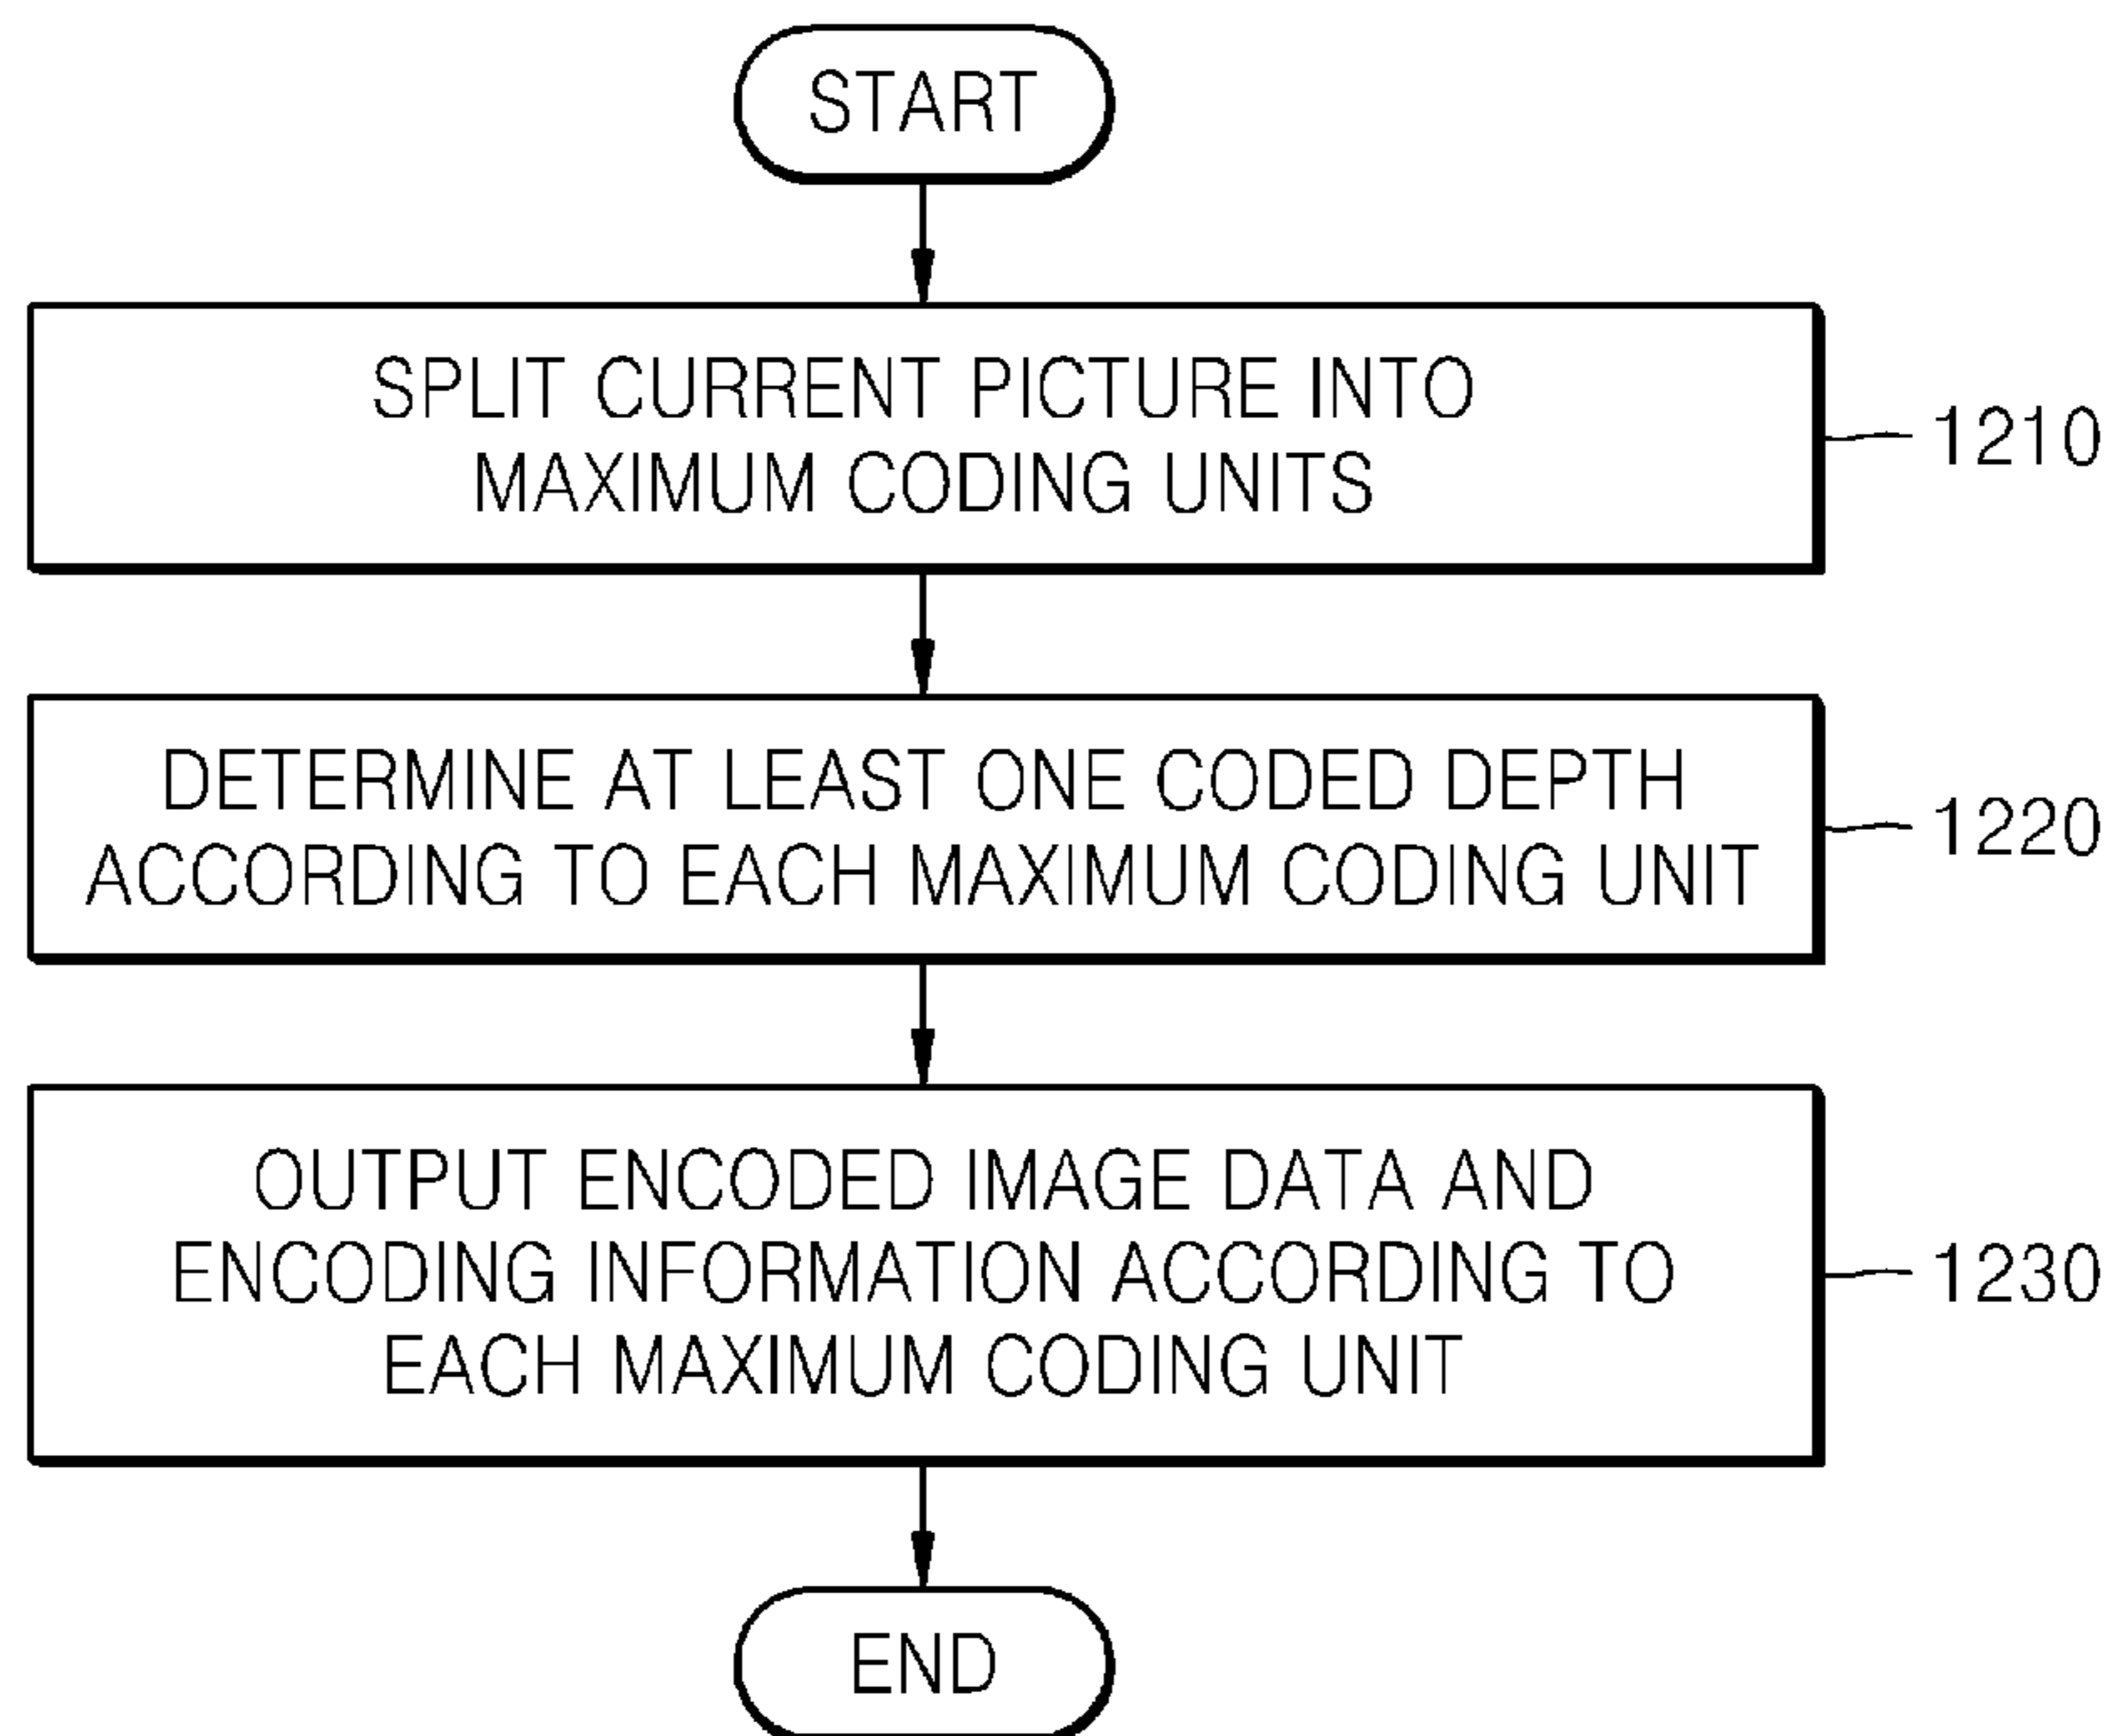 START
SPLIT CURRENT PICTURE INTO
MAXIMUM CODING UNITS
1210
DETERMINE AT LEAST ONE CODED DEPTH
ACCORDING TO EACH MAXIMUM CODING UNIT
1220
OUTPUT ENCODED IMAGE DATA AND
ENCODING INFORMATION ACCORDING TO
EACH MAXIMUM CODING UNIT
1230
END